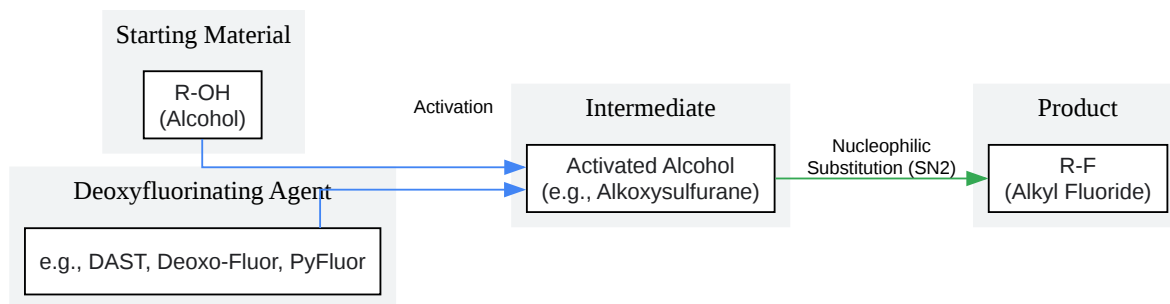 Starting Material
R-OH
(Alcohol)
Deoxyfluorinating Agent
e.g., DAST, Deoxo-Fluor, PyFluor
Activation
Intermediate
Activated Alcohol
(e.g., Alkoxysulfurane)
Nucleophilic
Substitution (SN2)
Product
R-F
(Alkyl Fluoride)